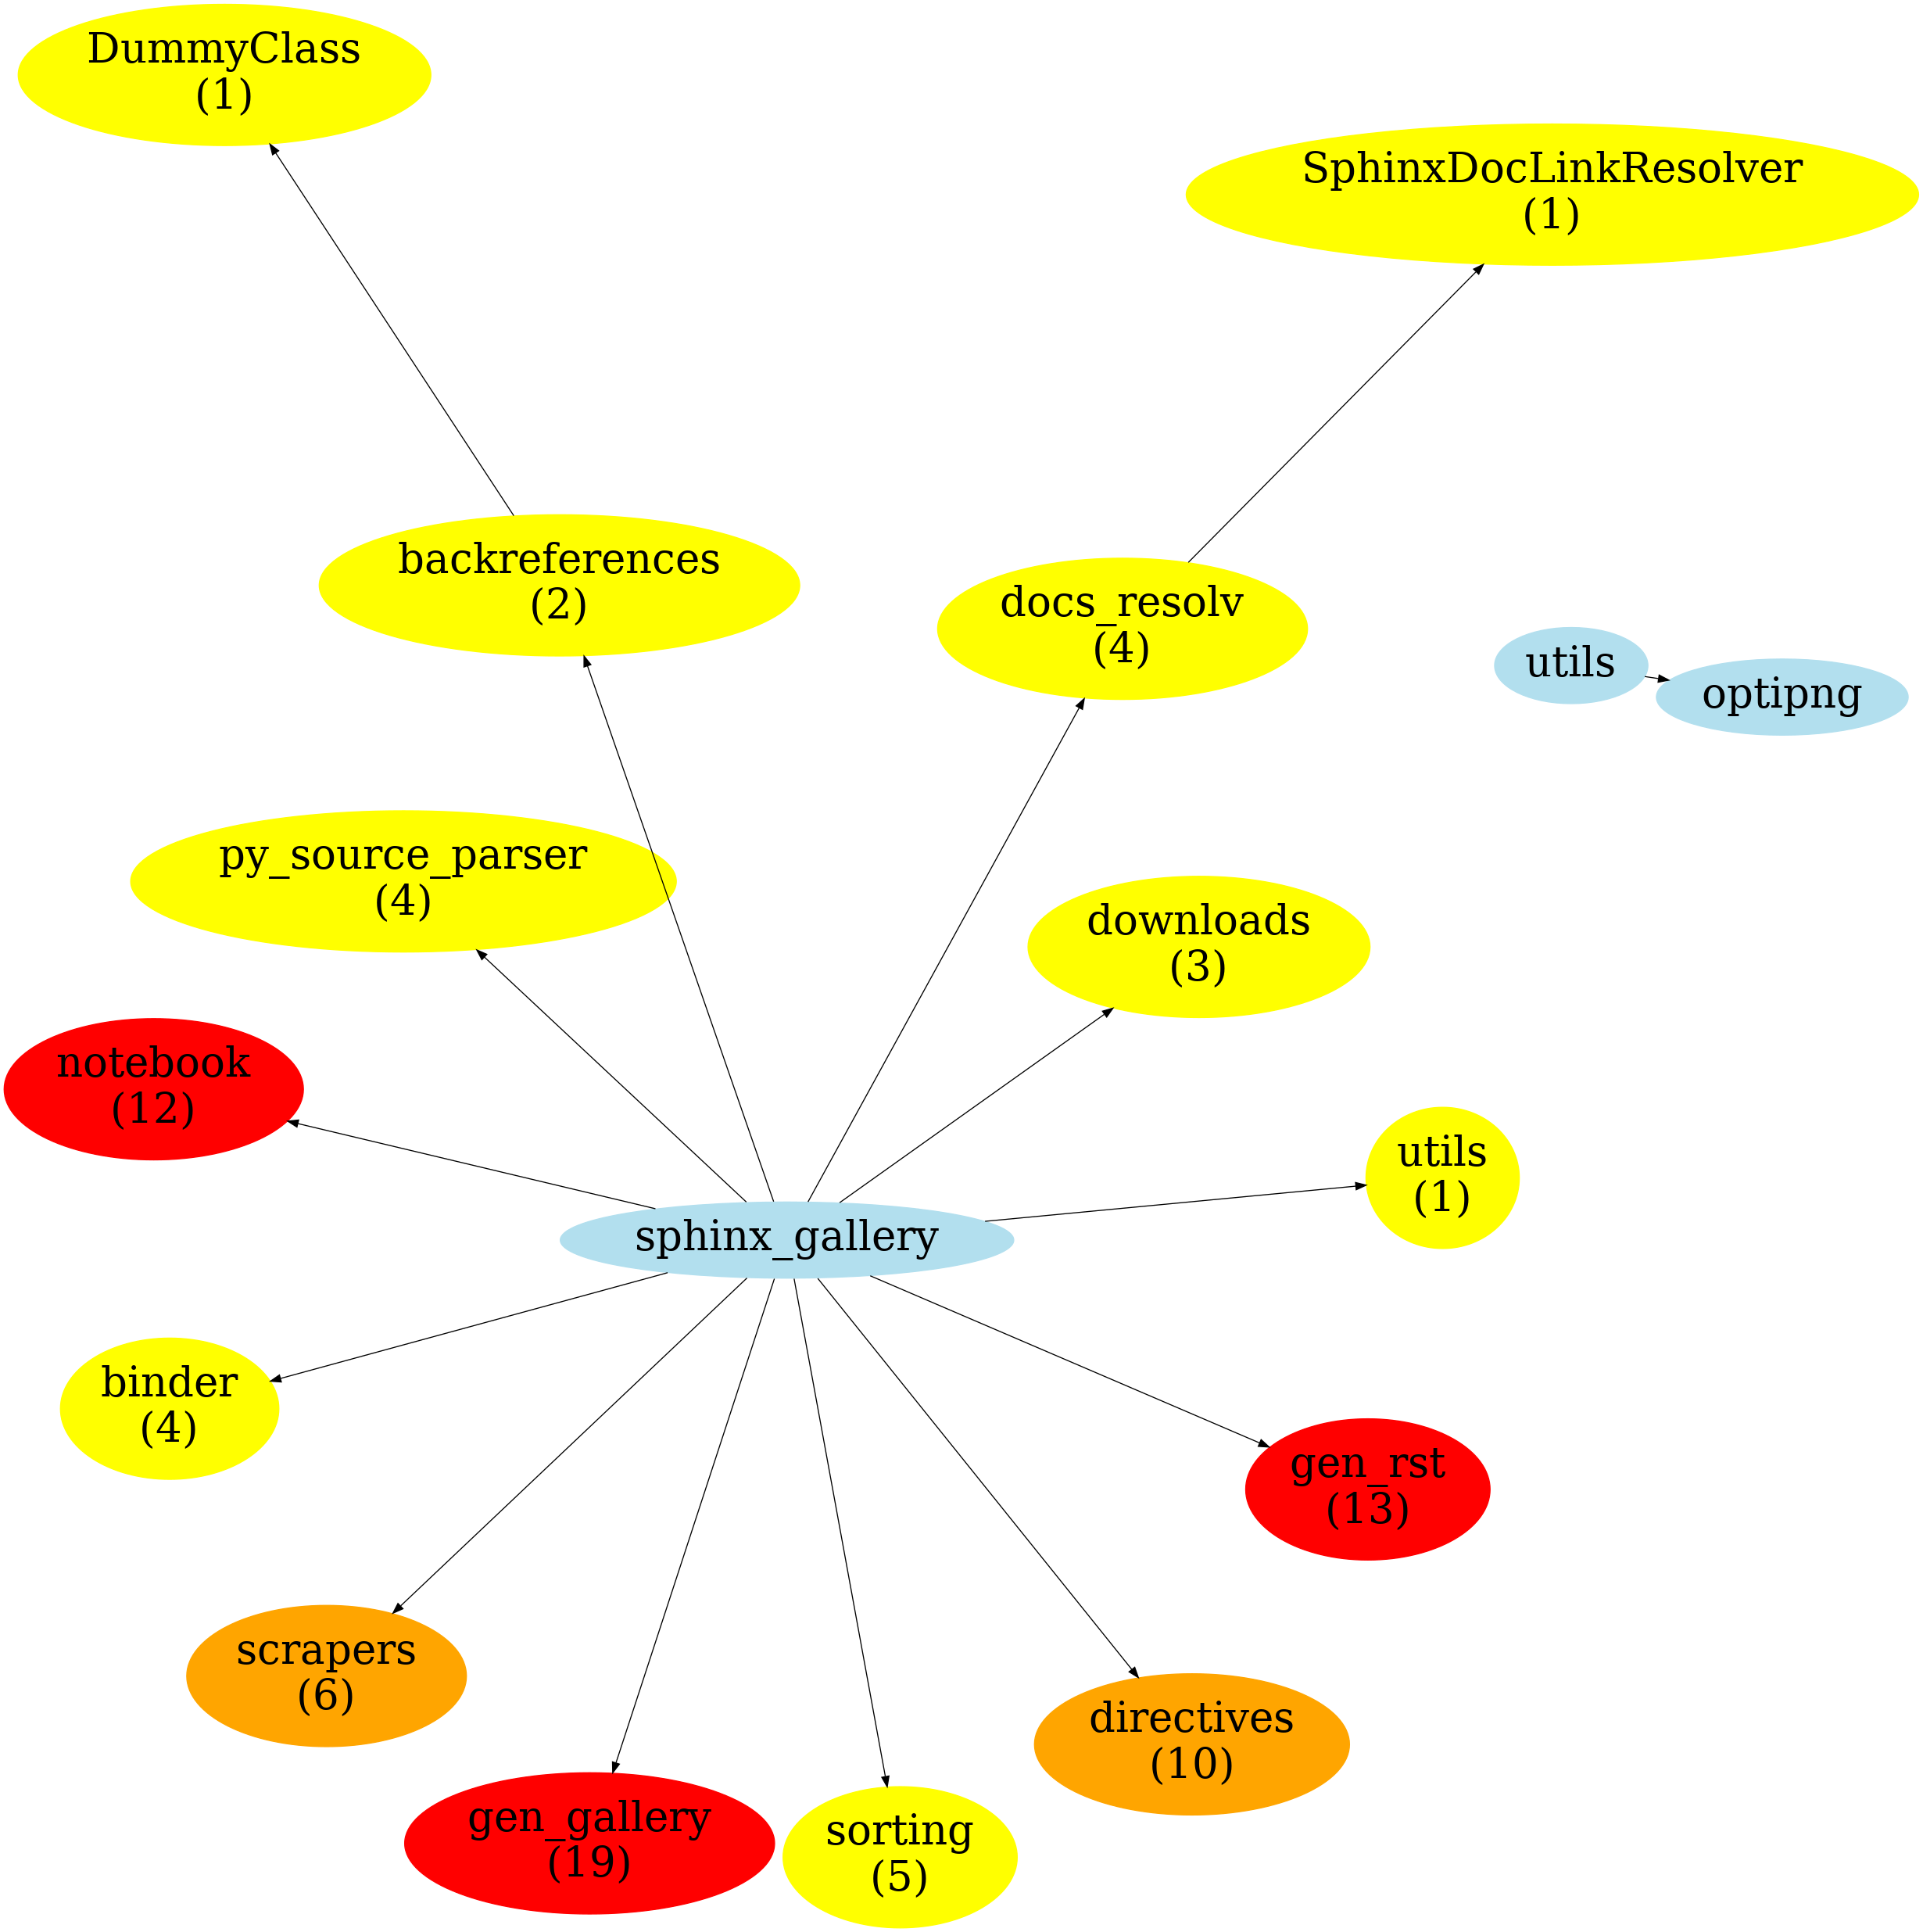 DummyClass
(1)
SphinxDocLinkResolver
(1)
backreferences
(2)
docs_resolv
(4)
utils
optipng
py_source_parser
(4)
downloads
(3)
notebook
(12)
utils
(1)
sphinx_gallery
binder
(4)
gen_rst
(13)
scrapers
(6)
directives
(10)
gen_gallery
(19)
sorting
(5)